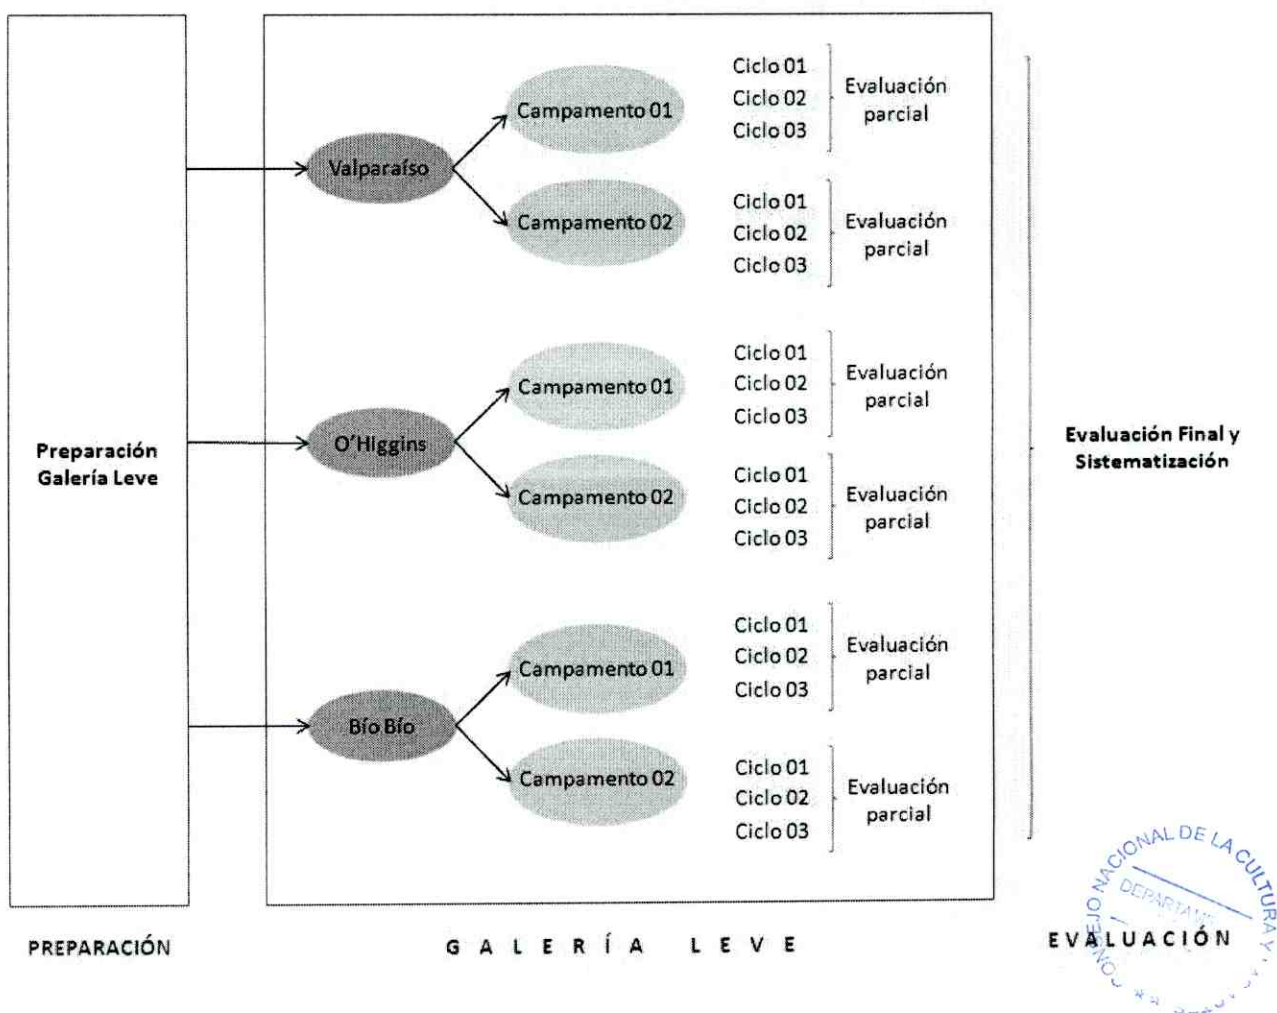 Preparación
Galería Leve
Valparaíso
Campamento 01
Ciclo 01
Ciclo 02
Ciclo 03
Evaluación
parcial
Campamento 02
Ciclo 01
Ciclo 02
Ciclo 03
Evaluación
parcial
O'Higgins
Campamento 01
Ciclo 01
Ciclo 02
Ciclo 03
Evaluación
parcial
Campamento 02
Ciclo 01
Ciclo 02
Ciclo 03
Evaluación
parcial
Bío Bío
Campamento 01
Ciclo 01
Ciclo 02
Ciclo 03
Evaluación
parcial
Campamento 02
Ciclo 01
Ciclo 02
Ciclo 03
Evaluación
parcial
Evaluación Final y
Sistematización
PREPARACIÓN
GALERÍA LEVE
EVALUACIÓN
CONSEJO NACIONAL DE LA CULTURA Y